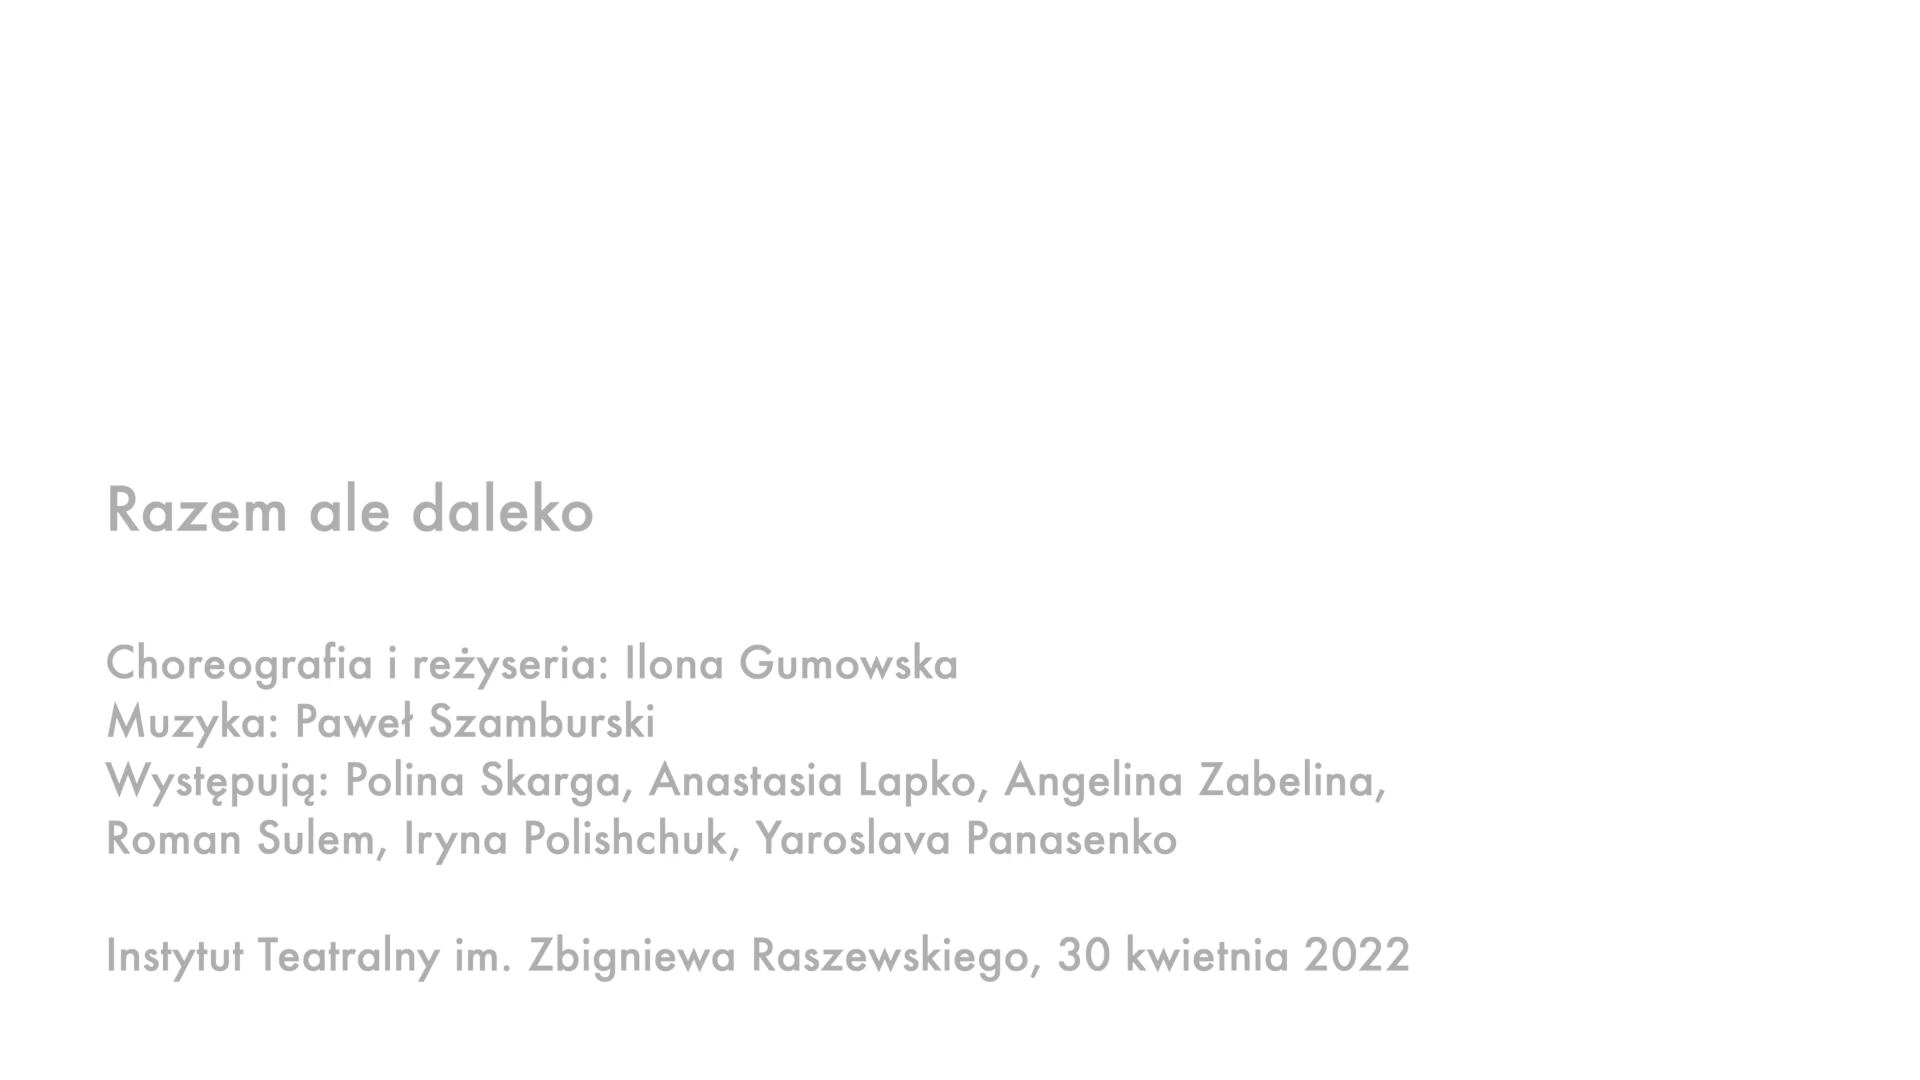 Razem ale daleko
Choreografia i reżyseria: Ilona Gumowska
Muzyka: Paweł Szamburski
Występują: Polina Skarga, Anastasia Lapko, Angelina Zabelina,
Roman Sulem, Iryna Polishchuk, Yaroslava Panasenko
Instytut Teatralny im. Zbigniewa Raszewskiego, 30 kwietnia 2022